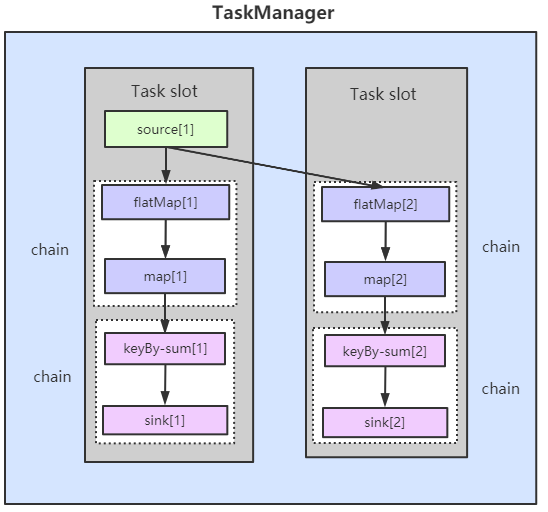 TaskManager
Task slot
source[1]
flatMap[1]
chain
map[1]
keyBy-sum[1]
chain
sink[1]
Task slot
flatMap[2]
chain
map[2]
keyBy-sum[2]
chain
sink[2]